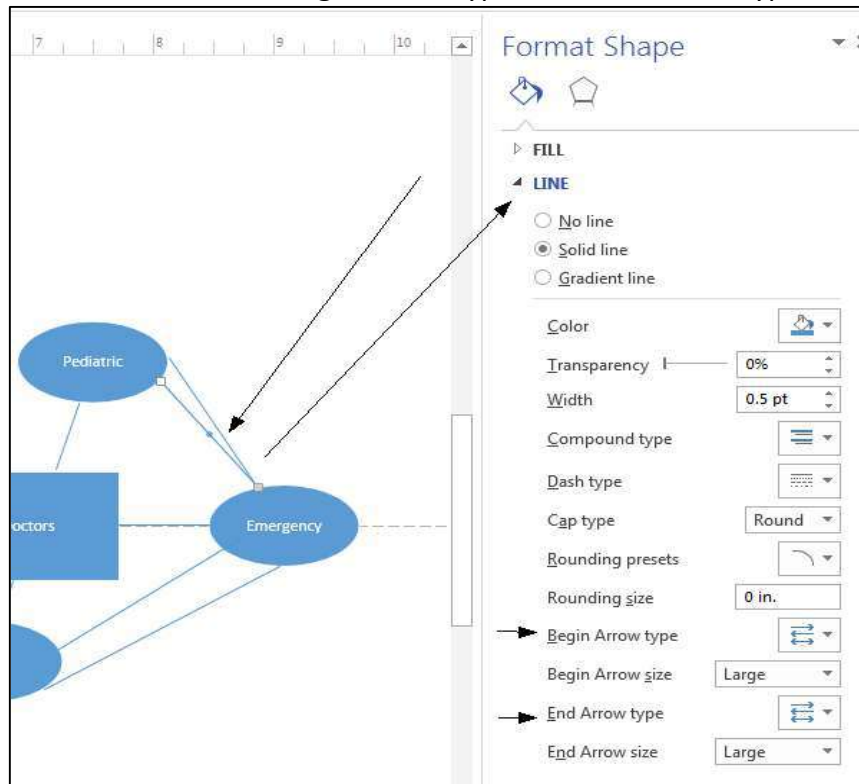 7 8 9 10
Pediatric
octors
Emergency
Format Shape
FILL
LINE
No line
Solid line
Gradient line
Color
Transparency 0%
Width 0.5 pt
Compound type
Dash type
Cap type Round
Rounding presets
Rounding size 0 in.
Begin Arrow type
Begin Arrow size Large
End Arrow type
End Arrow size Large